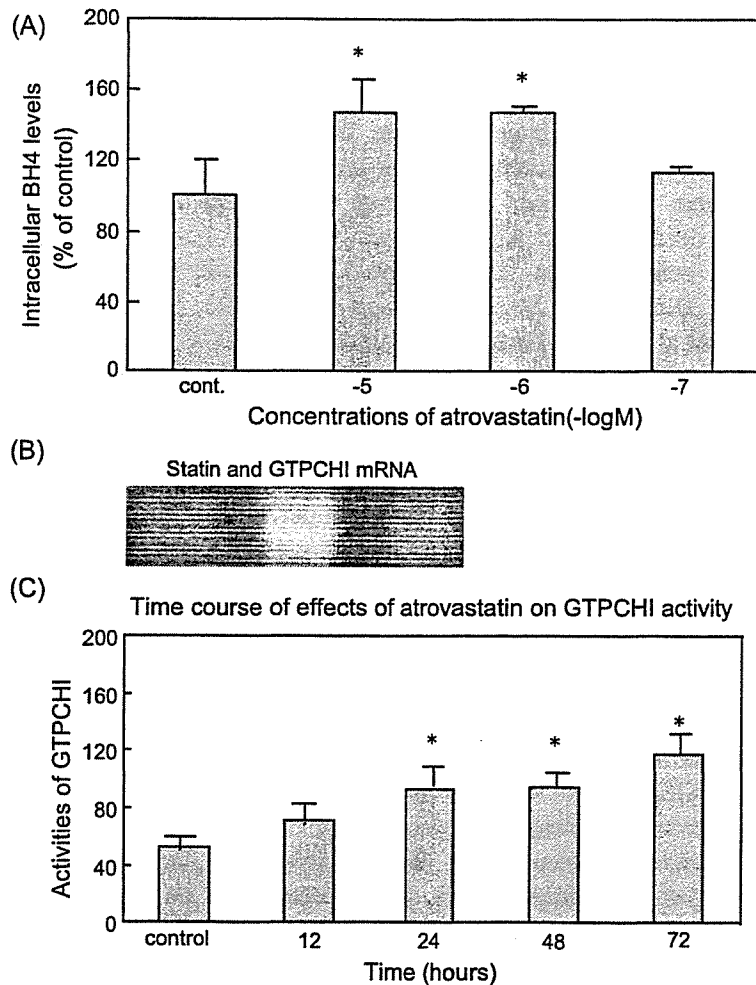 (A)
Intracellular BH4 levels
(% of control)
200
160
120
80
40
0
*
*
cont.
-5
-6
-7
Concentrations of atrovastatin(-logM)
(B)
Statin and GTPCHI mRNA
(C)
Time course of effects of atrovastatin on GTPCHI activity
Activities of GTPCHI
200
160
120
80
40
0
*
*
*
control
12
24
48
72
Time (hours)